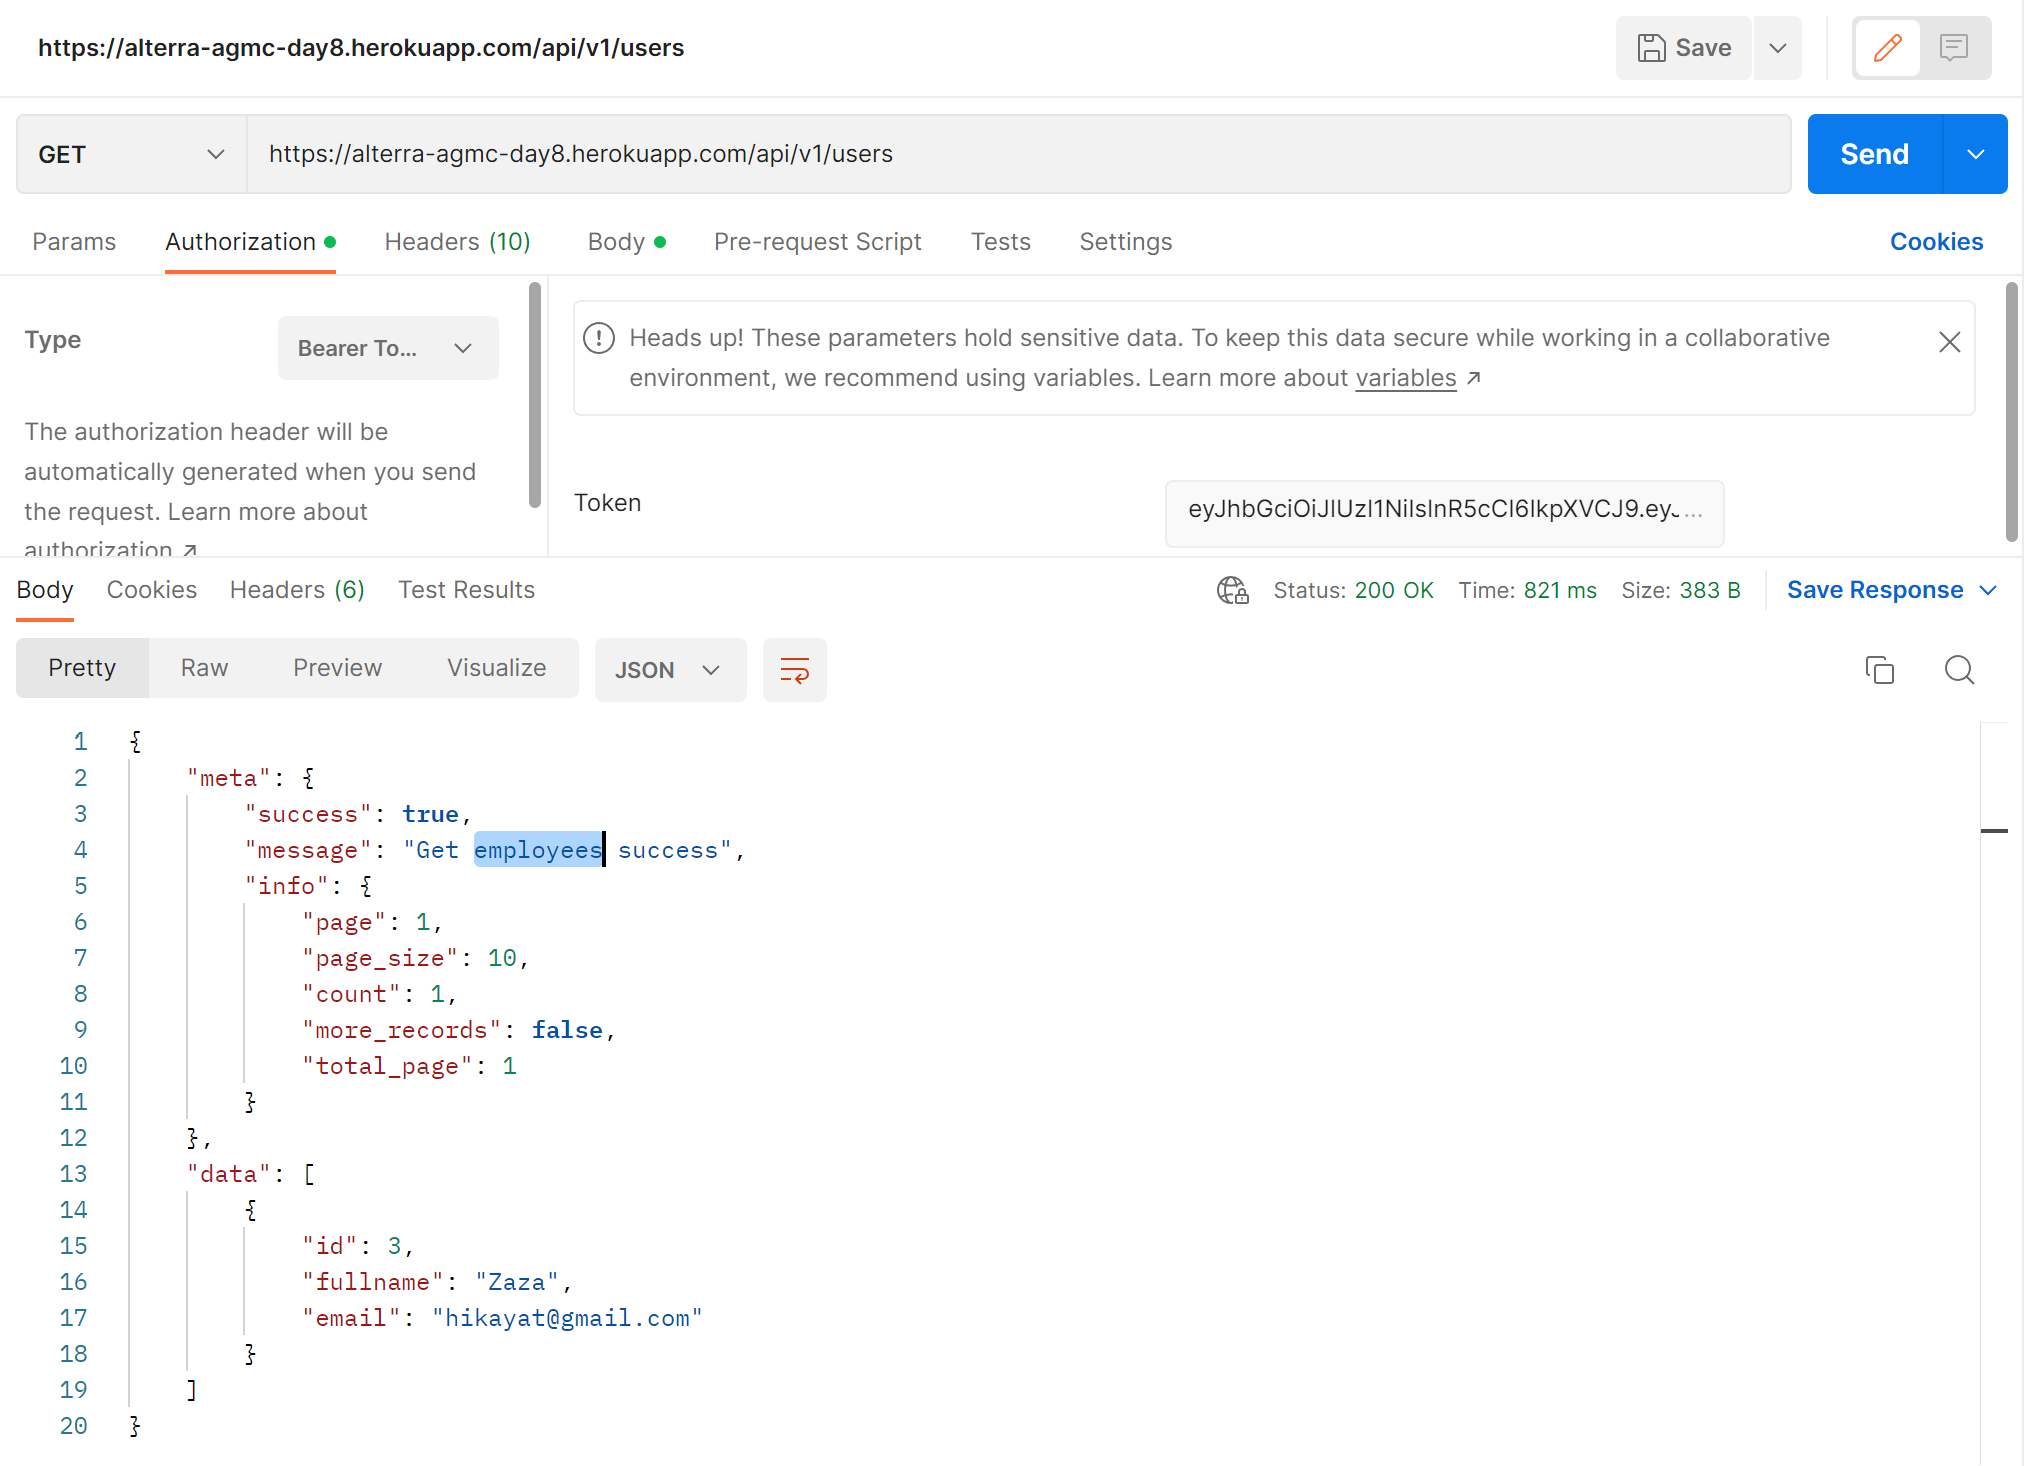 https://alterra-agmc-day8.herokuapp.com/api/v1/users
Save
GET
https://alterra-agmc-day8.herokuapp.com/api/v1/users
Send
Params Authorization Headers (10) Body Pre-request Script Tests Settings Cookies
Type
Bearer To...
The authorization header will be
automatically generated when you send
the request. Learn more about
authorization ↗
Heads up! These parameters hold sensitive data. To keep this data secure while working in a collaborative
environment, we recommend using variables. Learn more about variables ↗
Token
eyJhbGciOiJIUzI1NiIsInR5cCI6IkpXVCJ9.eyJ...
Body Cookies Headers (6) Test Results Status: 200 OK Time: 821 ms Size: 383 B Save Response
Pretty Raw Preview Visualize JSON
1 {
2 "meta": {
3 "success": true,
4 "message": "Get employees success",
5 "info": {
6 "page": 1,
7 "page_size": 10,
8 "count": 1,
9 "more_records": false,
10 "total_page": 1
11 }
12 },
13 "data": [
14 {
15 "id": 3,
16 "fullname": "Zaza",
17 "email": "hikayat@gmail.com"
18 }
19 ]
20 }